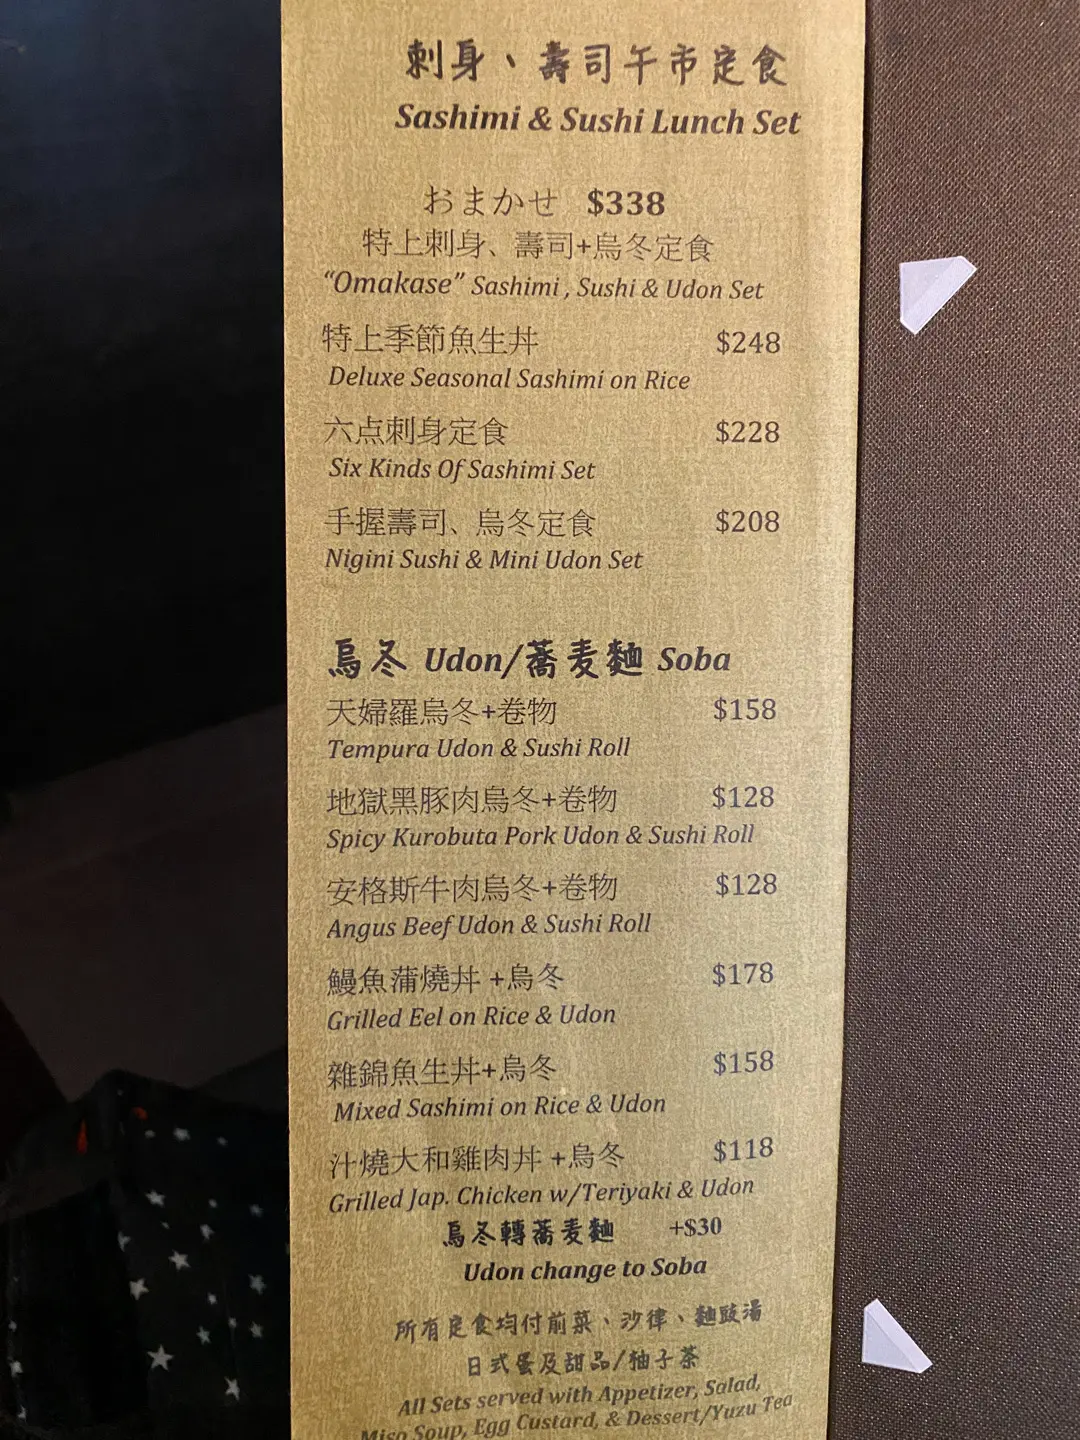 刺身、壽司午市定食
Sashimi & Sushi Lunch Set
おまかせ $338
特上刺身、壽司+烏冬定食
“Omakase” Sashimi , Sushi & Udon Set
特上季節魚生丼 $248
Deluxe Seasonal Sashimi on Rice
六点刺身定食 $228
Six Kinds Of Sashimi Set
手握壽司、烏冬定食 $208
Nigini Sushi & Mini Udon Set
烏冬 Udon/蕎麦麵 Soba
天婦羅烏冬+卷物 $158
Tempura Udon & Sushi Roll
地獄黑豚肉烏冬+卷物 $128
Spicy Kurobuta Pork Udon & Sushi Roll
安格斯牛肉烏冬+卷物 $128
Angus Beef Udon & Sushi Roll
鰻魚蒲燒丼 +烏冬 $178
Grilled Eel on Rice & Udon
雜錦魚生丼+烏冬 $158
Mixed Sashimi on Rice & Udon
汁燒大和雞肉丼 +烏冬 $118
Grilled Jap. Chicken w/Teriyaki & Udon
烏冬轉蕎麦麵 +$30
Udon change to Soba
所有定食均付前菜、沙律、麵豉湯
日式蛋及甜品/柚子茶
All Sets served with Appetizer, Salad,
Miso Soup, Egg Custard, & Dessert/Yuzu Tea